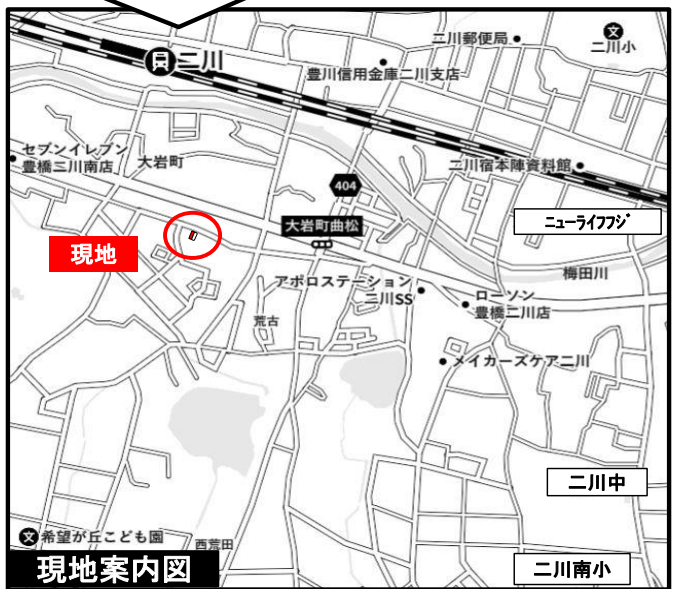 二川郵便局
文
二川小
二川
豊川信用金庫二川支店
セブンイレブン
豊橋二川南店
大岩町
二川宿本陣資料館
404
大岩町曲松
ニューライフフジ
現地
梅田川
アポロステーション
二川SS
ローソン
豊橋二川店
荒古
メイカーズケア二川
二川中
文
希望が丘こども園
西荒田
現地案内図
二川南小